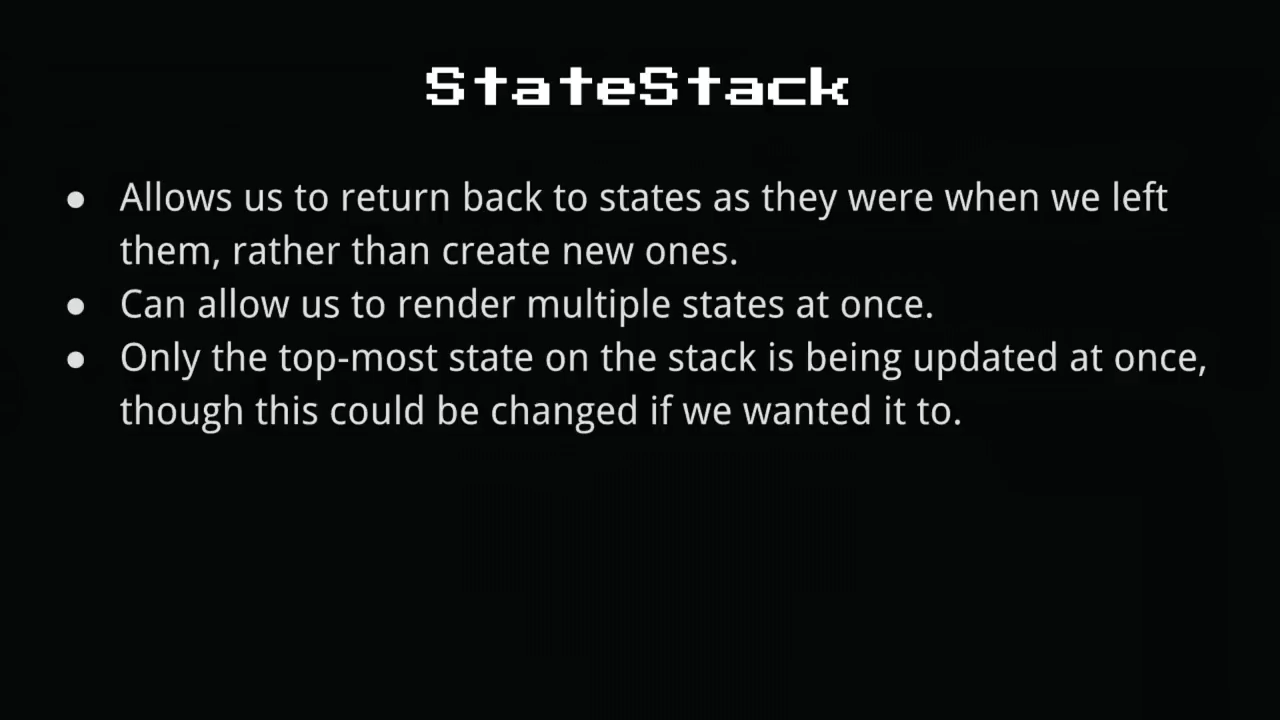 StateStack
● Allows us to return back to states as they were when we left
them, rather than create new ones.
● Can allow us to render multiple states at once.
● Only the top-most state on the stack is being updated at once,
though this could be changed if we wanted it to.